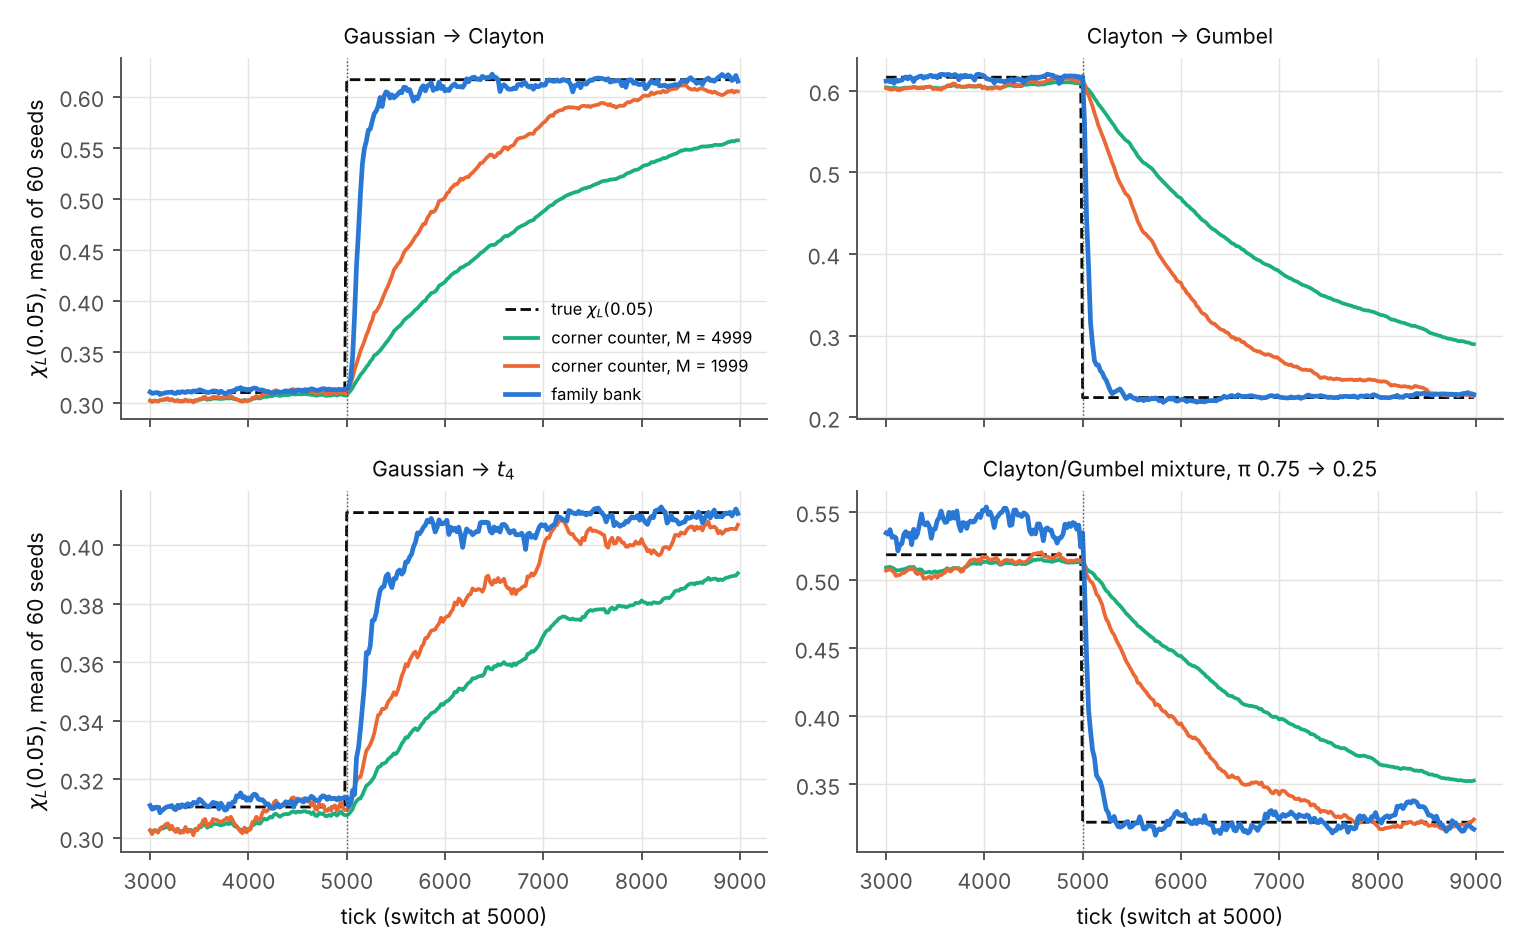 Gaussian → Clayton
χL(0.05), mean of 60 seeds
0.60
0.55
0.50
0.45
0.40
0.35
0.30
true χL(0.05)
corner counter, M = 4999
corner counter, M = 1999
family bank
Clayton → Gumbel
0.6
0.5
0.4
0.3
0.2
Gaussian → t4
χL(0.05), mean of 60 seeds
0.40
0.38
0.36
0.34
0.32
0.30
3000 4000 5000 6000 7000 8000 9000
tick (switch at 5000)
Clayton/Gumbel mixture, π 0.75 → 0.25
0.55
0.50
0.45
0.40
0.35
3000 4000 5000 6000 7000 8000 9000
tick (switch at 5000)